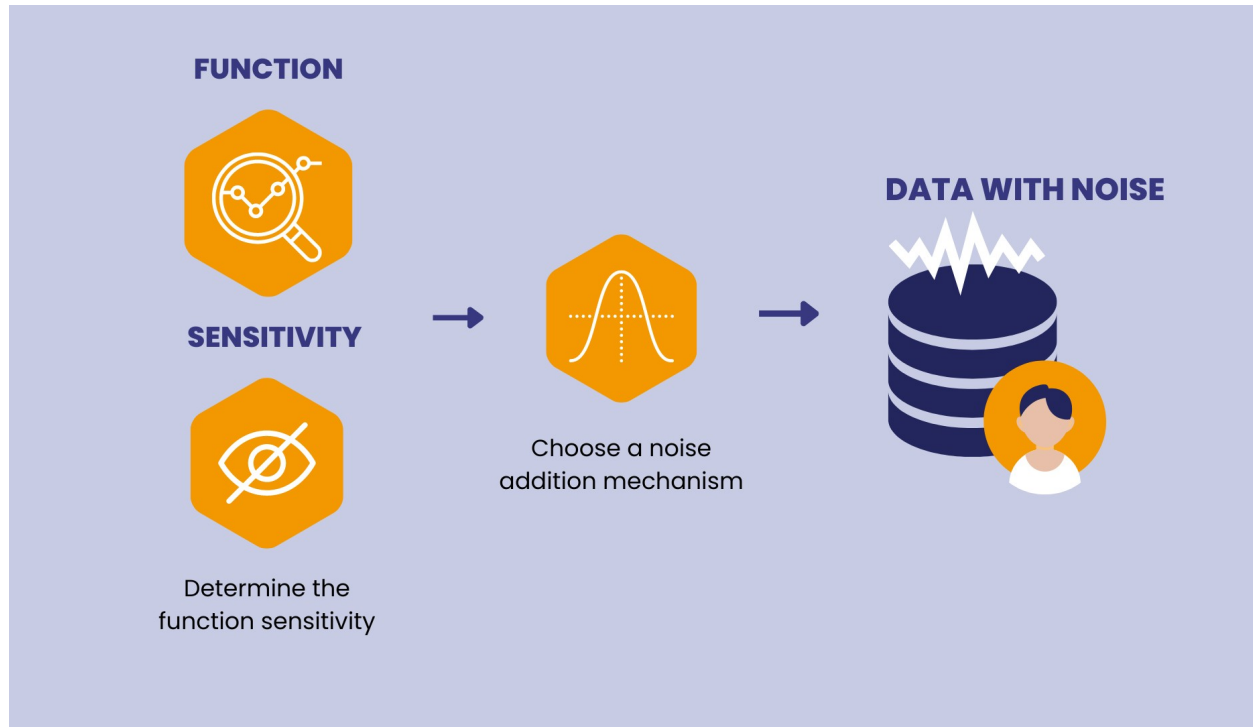 FUNCTION
SENSITIVITY
Determine the
function sensitivity
Choose a noise
addition mechanism
DATA WITH NOISE